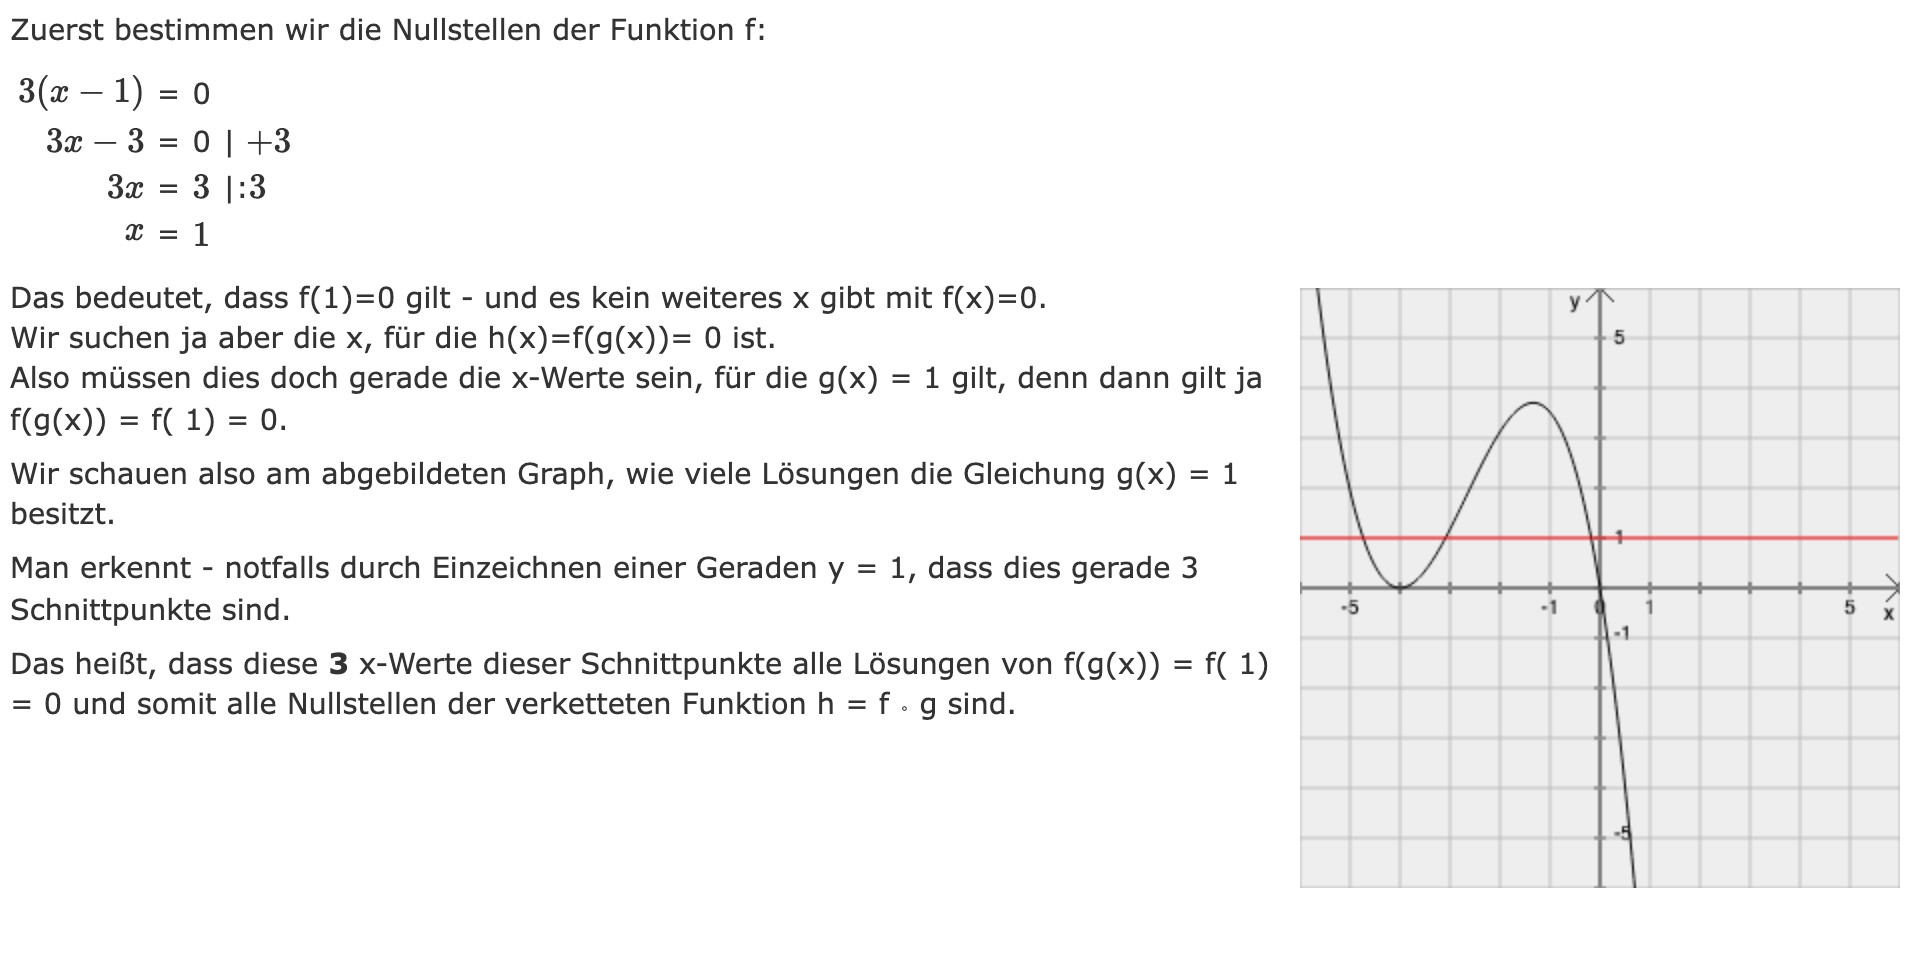 Zuerst bestimmen wir die Nullstellen der Funktion f:
3(x − 1) = 0
3x − 3 = 0 | +3
3x = 3 |:3
x = 1
Das bedeutet, dass f(1)=0 gilt - und es kein weiteres x gibt mit f(x)=0.
Wir suchen ja aber die x, für die h(x)=f(g(x))= 0 ist.
Also müssen dies doch gerade die x-Werte sein, für die g(x) = 1 gilt, denn dann gilt ja
f(g(x)) = f( 1) = 0.
Wir schauen also am abgebildeten Graph, wie viele Lösungen die Gleichung g(x) = 1
besitzt.
Man erkennt - notfalls durch Einzeichnen einer Geraden y = 1, dass dies gerade 3
Schnittpunkte sind.
Das heißt, dass diese 3 x-Werte dieser Schnittpunkte alle Lösungen von f(g(x)) = f( 1)
= 0 und somit alle Nullstellen der verketteten Funktion h = f ∘ g sind.
y
5
1
-5 -1 0 1 5 x
-1
-5